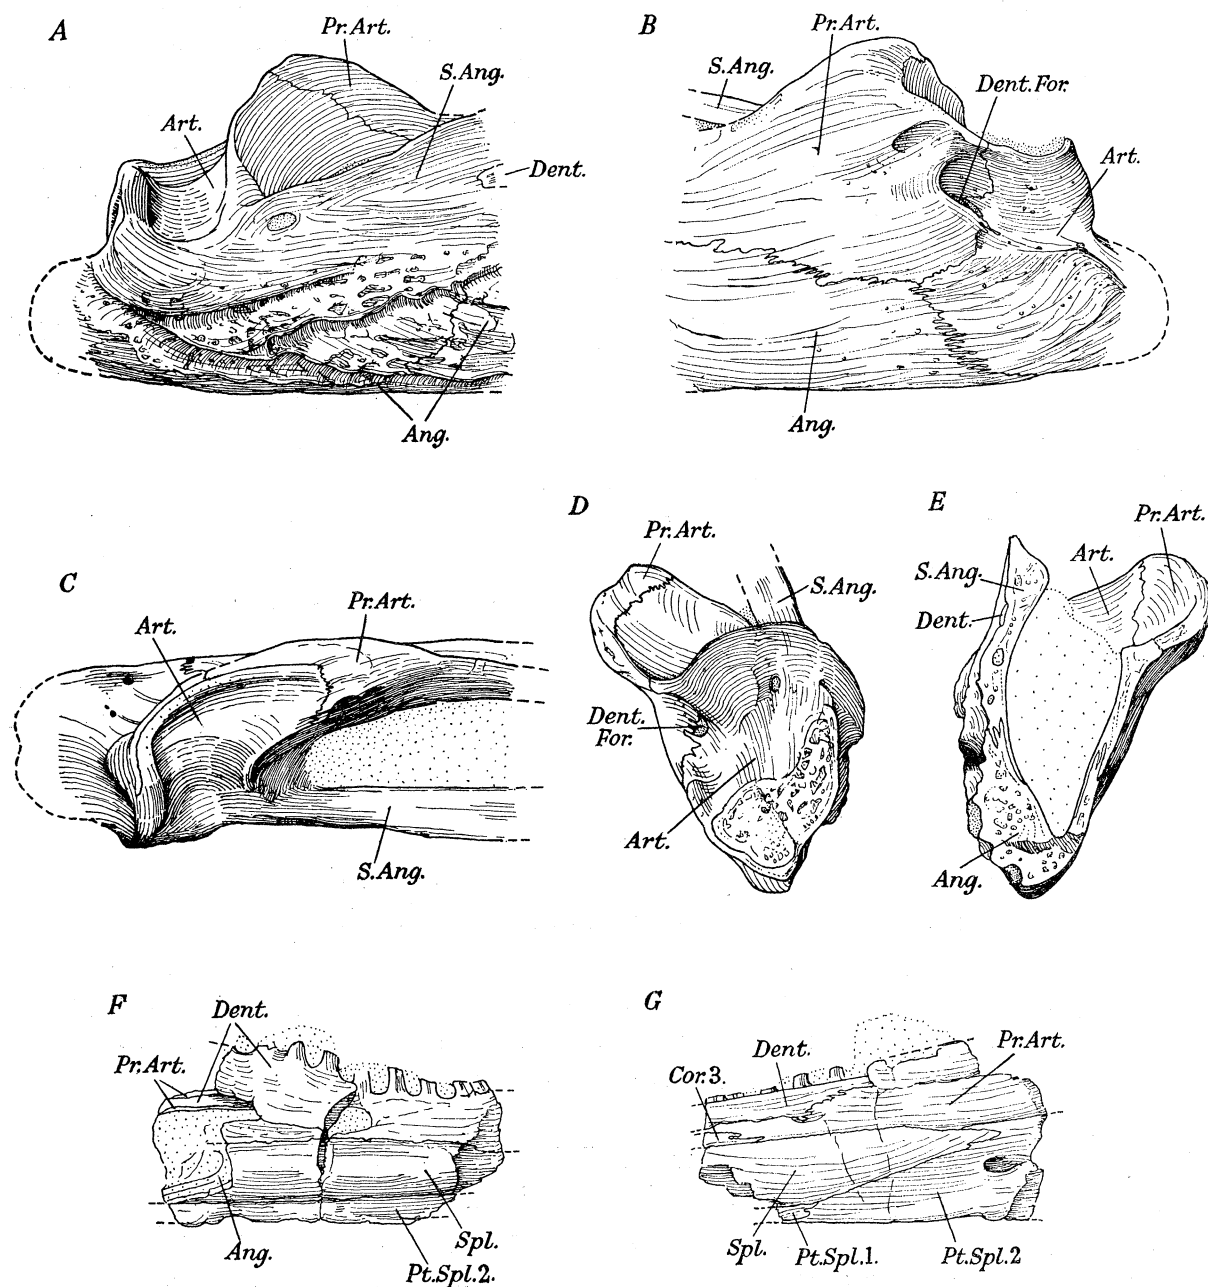 A
Pr.Art.
S.Ang.
Art.
Dent.
Ang.
B
Pr.Art.
S.Ang.
Dent.For.
Art.
Ang.
C
Pr.Art.
Art.
S.Ang.
D
Pr.Art.
S.Ang.
Dent.
For.
Art.
E
Pr.Art.
Art.
S.Ang.
Dent.
Ang.
F
Dent.
Pr.Art.
Ang.
Spl.
Pt.Spl.2.
G
Dent.
Pr.Art.
Cor.3.
Spl.
Pt.Spl.1.
Pt.Spl.2